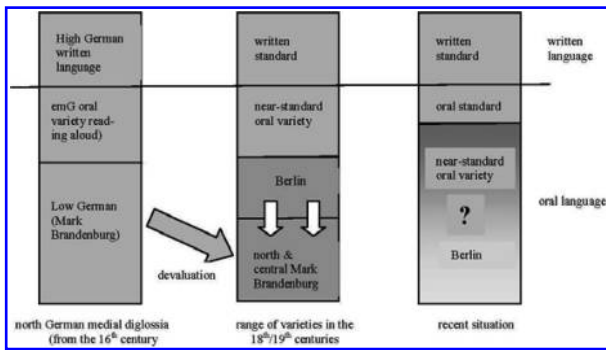 High German
written
language
emG oral
variety read-
ing aloud)
Low German
(Mark
Brandenburg)
devaluation
north German medial diglossia
(from the 16th century
written
standard
near-standard
oral variety
Berlin
north &
central Mark
Brandenburg
range of varieties in the
18th/19th centuries
written
standard
oral standard
near-standard
oral variety
?
Berlin
recent situation
written
language
oral language